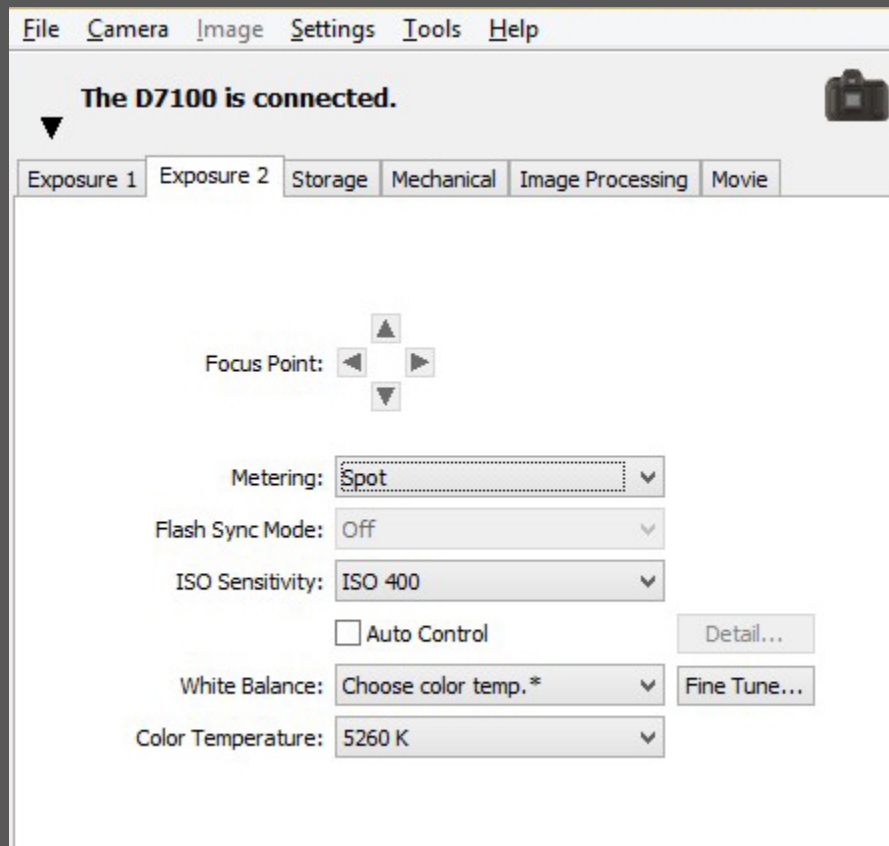 File Camera Image Settings Tools Help
The D7100 is connected.
Exposure 1 Exposure 2 Storage Mechanical Image Processing Movie
Focus Point:
Metering: Spot
Flash Sync Mode: Off
ISO Sensitivity: ISO 400
Auto Control Detail...
White Balance: Choose color temp.* Fine Tune...
Color Temperature: 5260 K